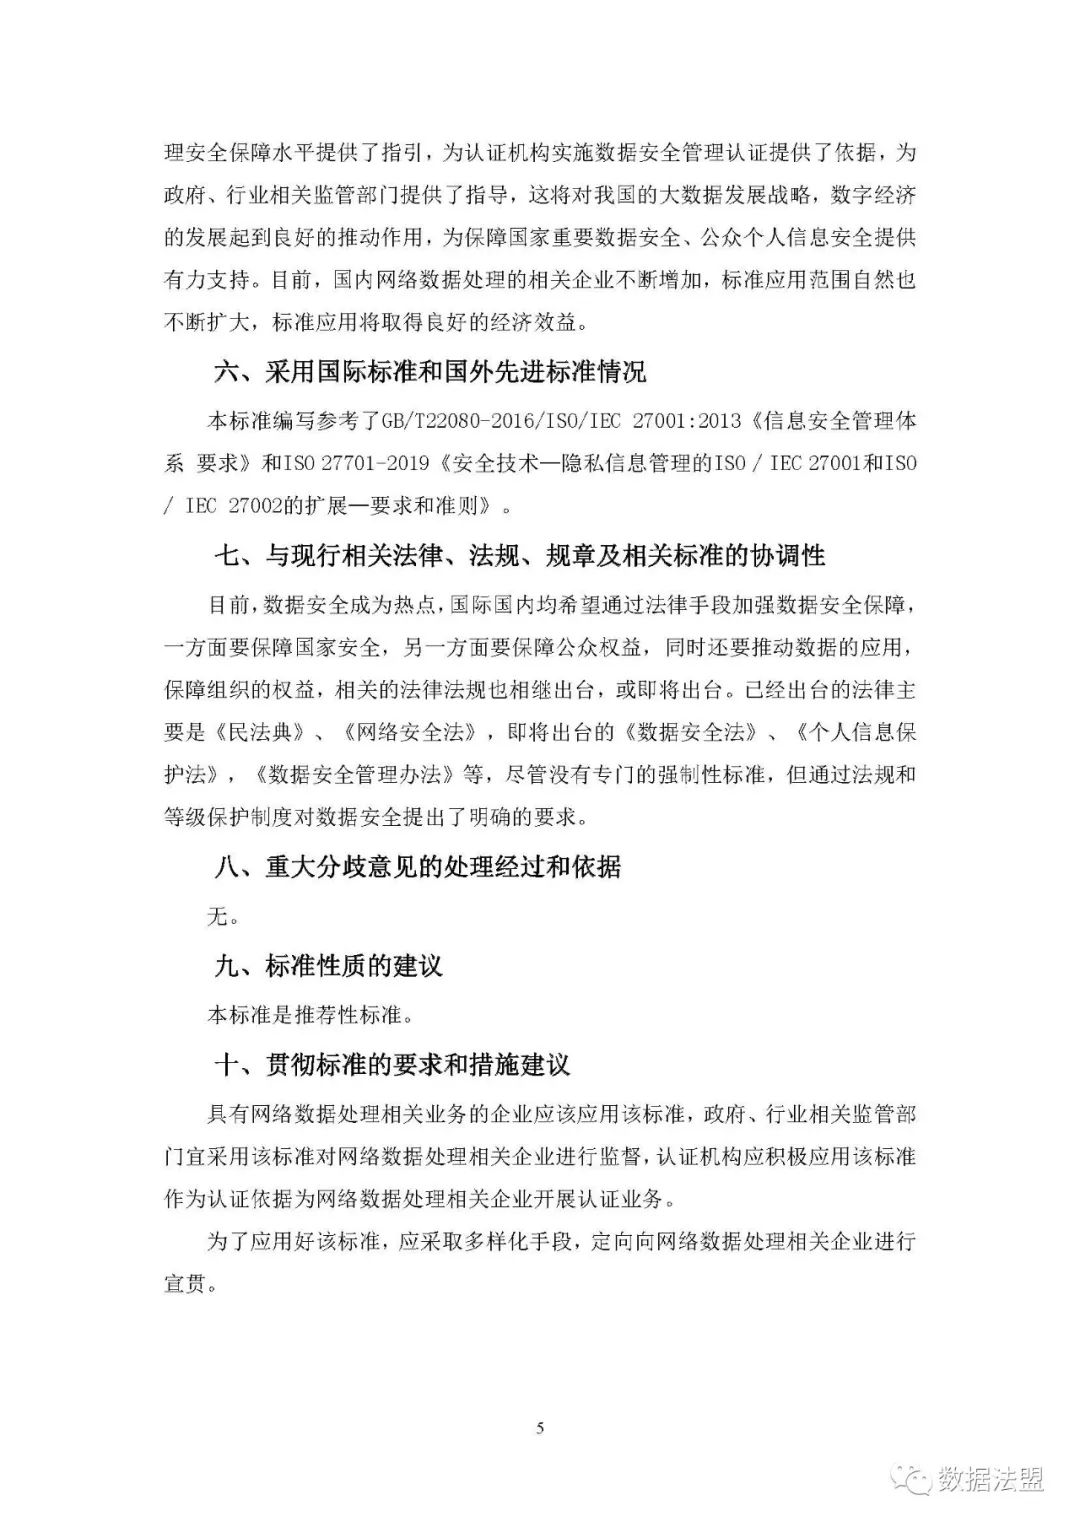 理安全保障水平提供了指引，为认证机构实施数据安全管理认证提供了依据，为
政府、行业相关监管部门提供了指导，这将对我国的大数据发展战略，数字经济
的发展起到良好的推动作用，为保障国家重要数据安全、公众个人信息安全提供
有力支持。目前，国内网络数据处理的相关企业不断增加，标准应用范围自然也
不断扩大，标准应用将取得良好的经济效益。
六、采用国际标准和国外先进标准情况
本标准编写参考了GB/T22080-2016/ISO/IEC 27001:2013《信息安全管理体
系 要求》和ISO 27701-2019《安全技术—隐私信息管理的ISO / IEC 27001和ISO
/ IEC 27002的扩展—要求和准则》。
七、与现行相关法律、法规、规章及相关标准的协调性
目前，数据安全成为热点，国际国内均希望通过法律手段加强数据安全保障，
一方面要保障国家安全，另一方面要保障公众权益，同时还要推动数据的应用，
保障组织的权益，相关的法律法规也相继出台，或即将出台。已经出台的法律主
要是《民法典》、《网络安全法》，即将出台的《数据安全法》、《个人信息保
护法》，《数据安全管理办法》等，尽管没有专门的强制性标准，但通过法规和
等级保护制度对数据安全提出了明确的要求。
八、重大分歧意见的处理经过和依据
无。
九、标准性质的建议
本标准是推荐性标准。
十、贯彻标准的要求和措施建议
具有网络数据处理相关业务的企业应该应用该标准，政府、行业相关监管部
门宜采用该标准对网络数据处理相关企业进行监督，认证机构应积极应用该标准
作为认证依据为网络数据处理相关企业开展认证业务。
为了应用好该标准，应采取多样化手段，定向向网络数据处理相关企业进行
宣贯。
5
数据法盟